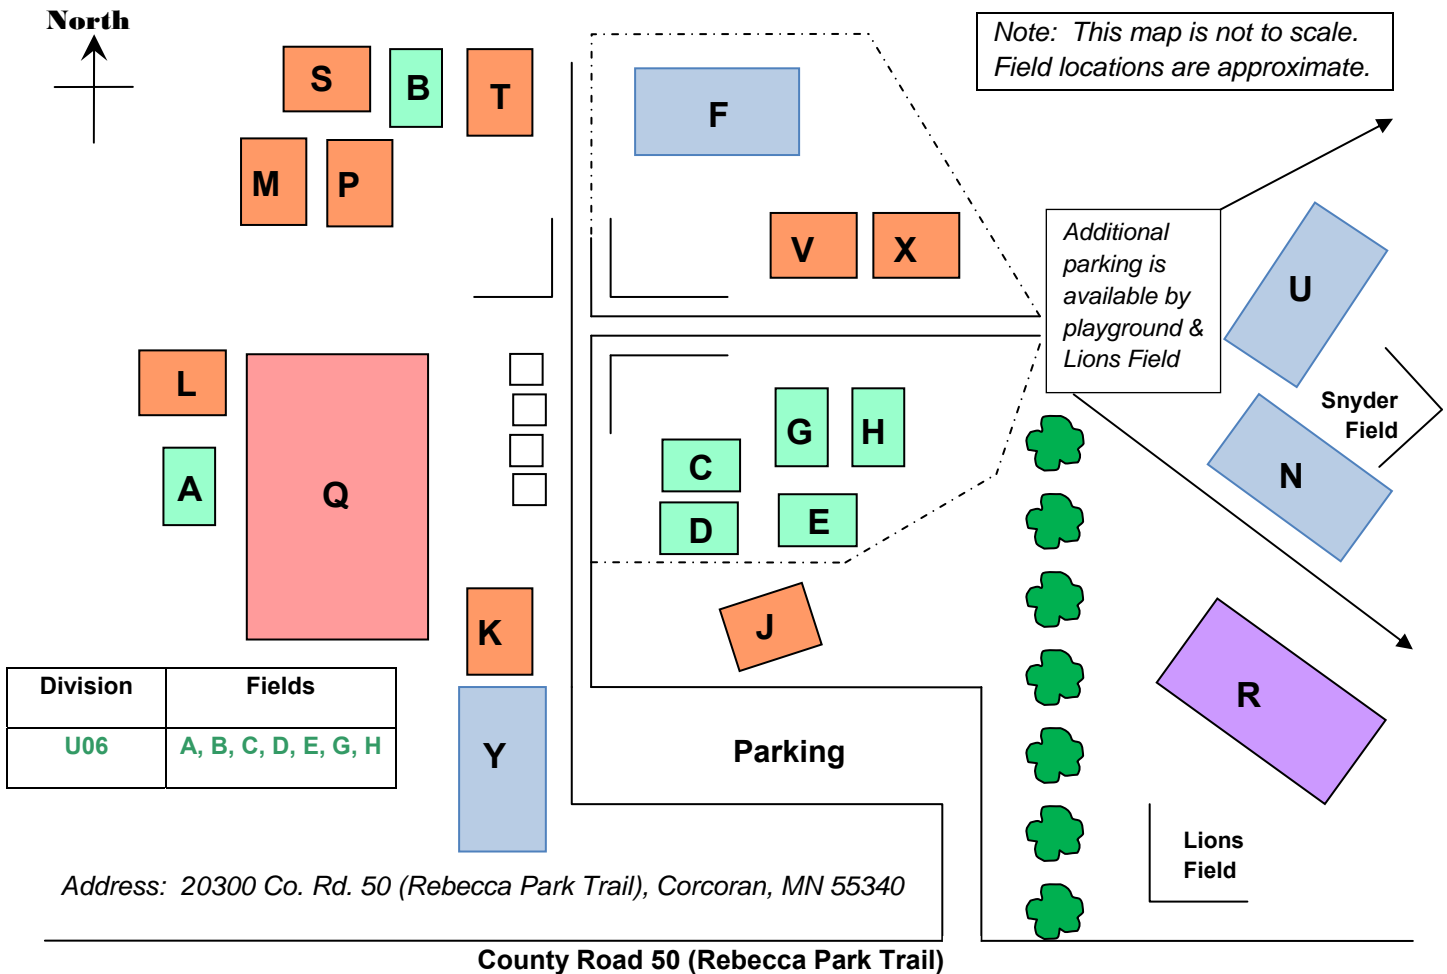 North
Note: This map is not to scale.
Field locations are approximate.
S
B
T
F
M
P
V
X
Additional
parking is
available by
playground &
Lions Field
U
L
Snyder
Field
G
H
C
A
Q
N
D
E
K
J
R
Division Fields
U06 A, B, C, D, E, G, H
Y
Parking
Lions
Field
Address: 20300 Co. Rd. 50 (Rebecca Park Trail), Corcoran, MN 55340
County Road 50 (Rebecca Park Trail)